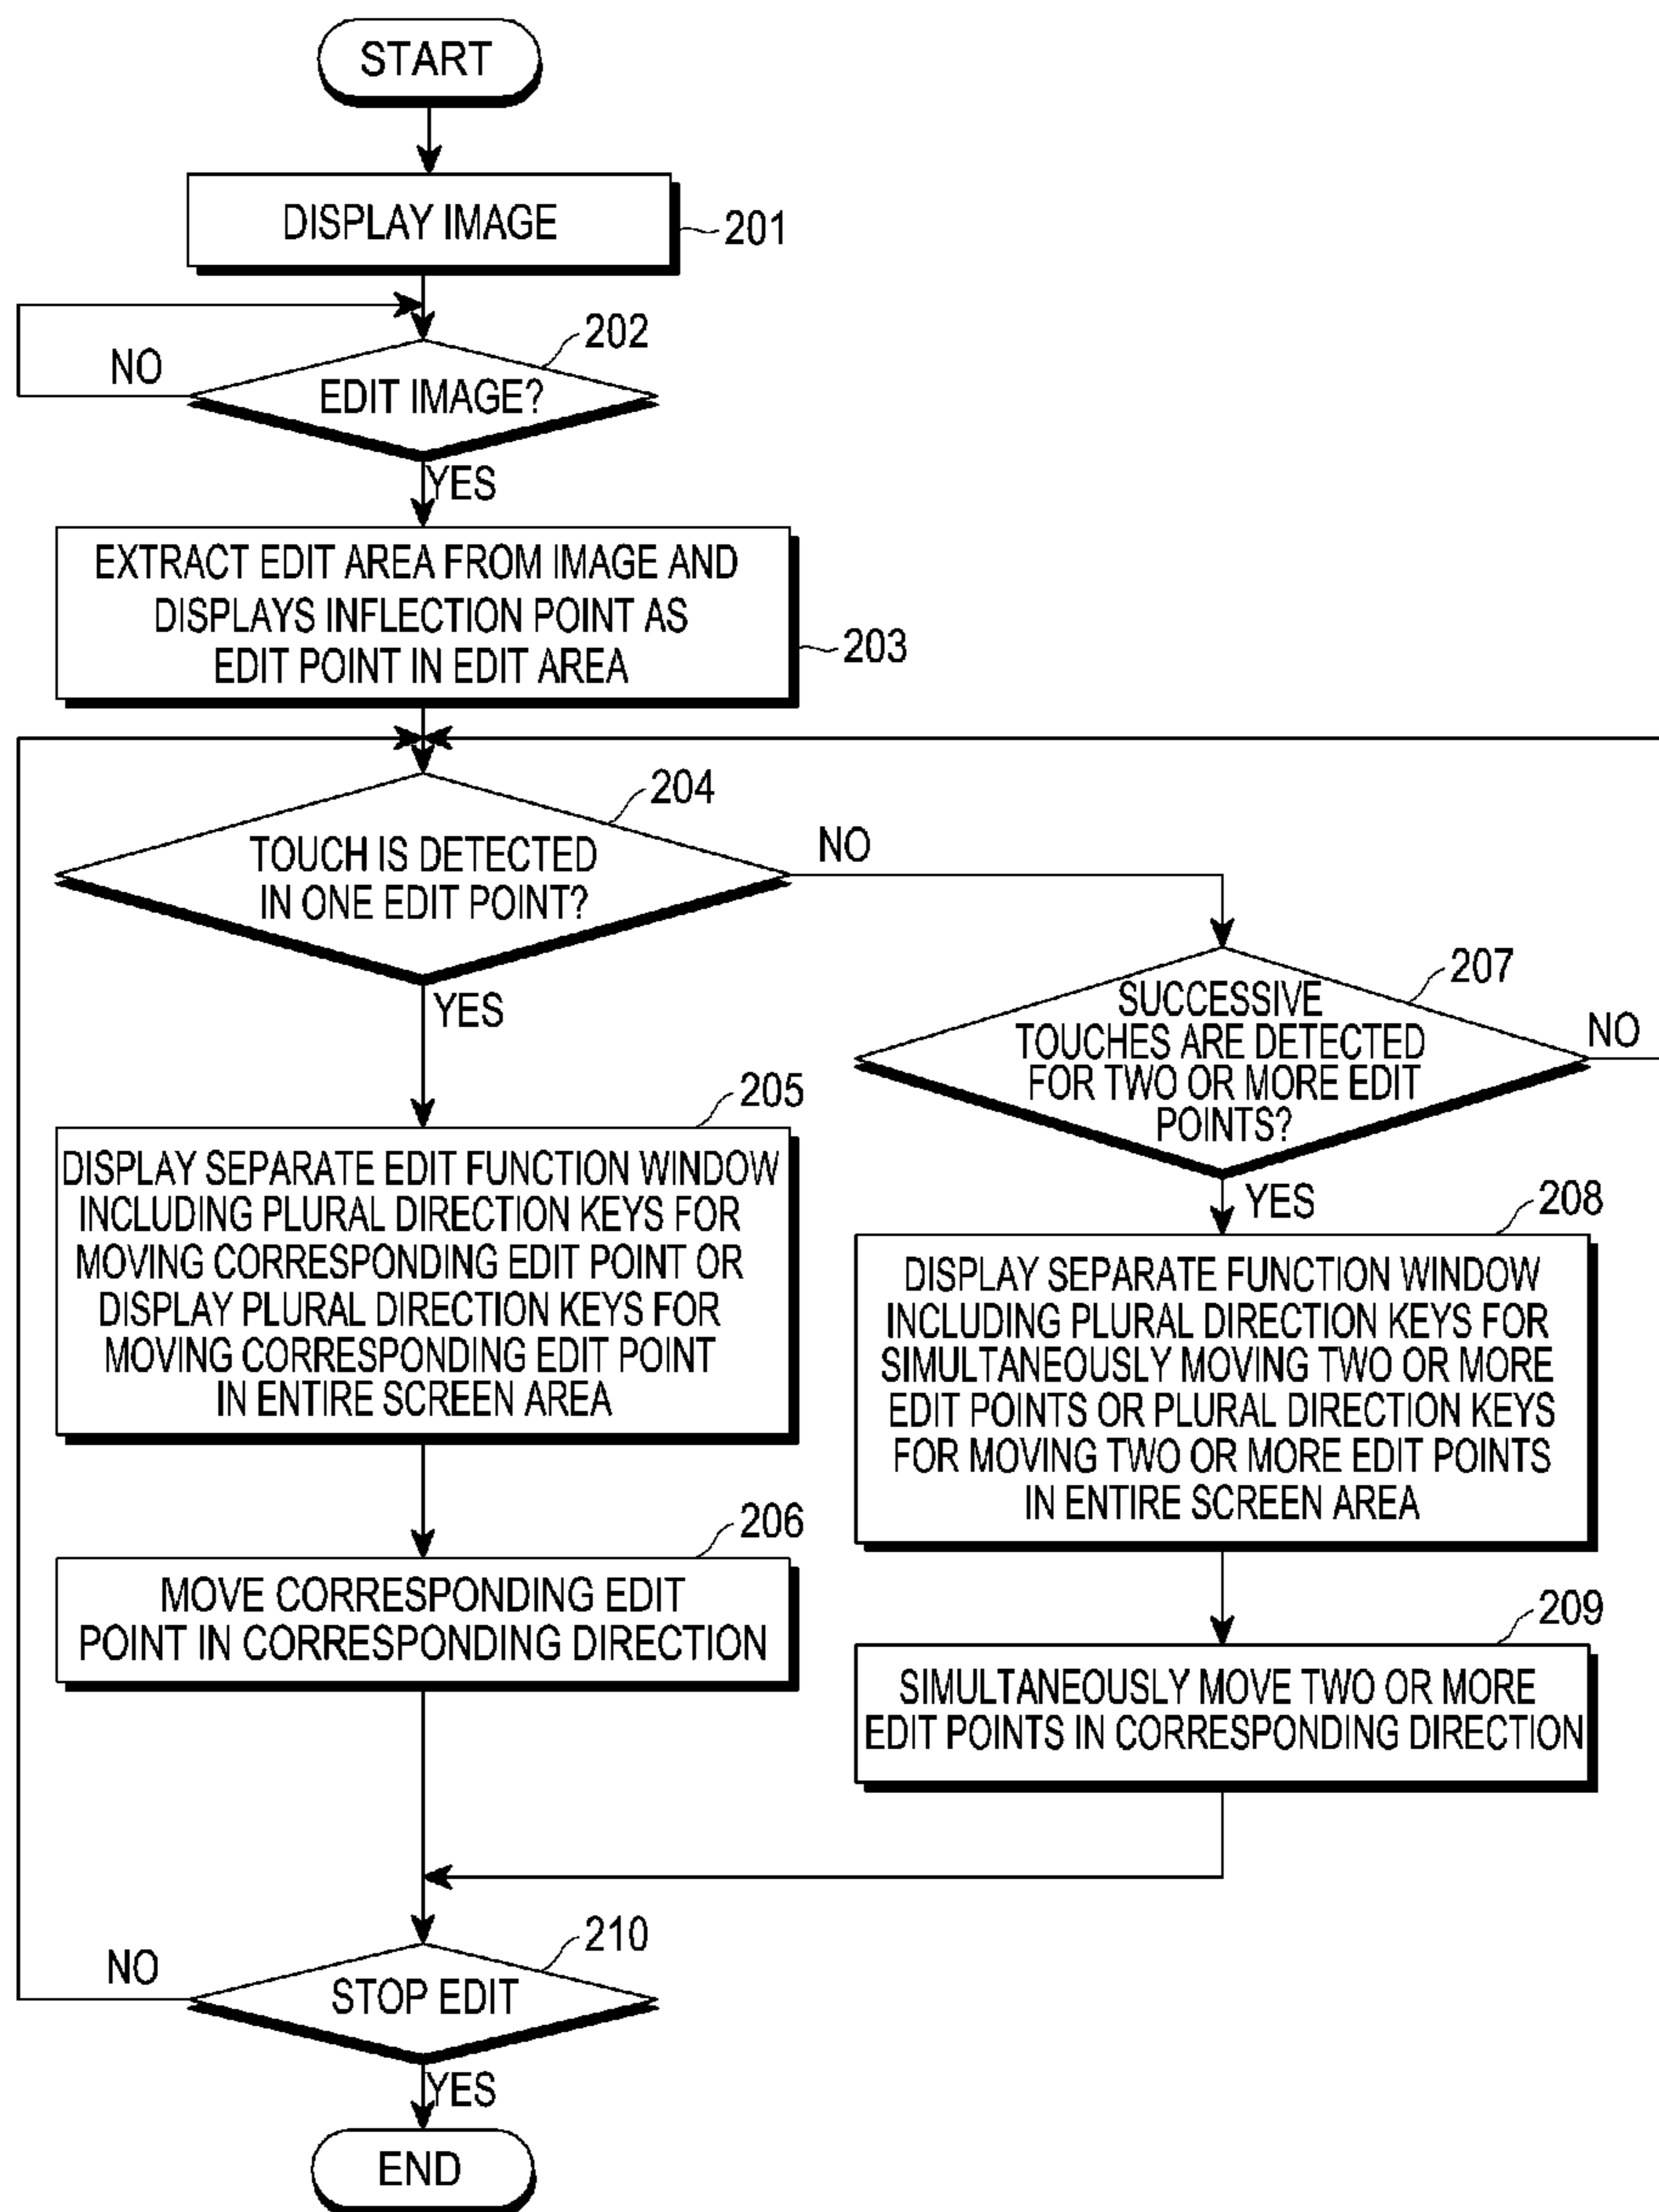 START
DISPLAY IMAGE
201
202
NO
EDIT IMAGE?
YES
EXTRACT EDIT AREA FROM IMAGE AND
DISPLAYS INFLECTION POINT AS
EDIT POINT IN EDIT AREA
203
204
TOUCH IS DETECTED
IN ONE EDIT POINT?
NO
YES
207
SUCCESSIVE
TOUCHES ARE DETECTED
FOR TWO OR MORE EDIT
POINTS?
NO
YES
205
DISPLAY SEPARATE EDIT FUNCTION WINDOW
INCLUDING PLURAL DIRECTION KEYS FOR
MOVING CORRESPONDING EDIT POINT OR
DISPLAY PLURAL DIRECTION KEYS FOR
MOVING CORRESPONDING EDIT POINT
IN ENTIRE SCREEN AREA
208
DISPLAY SEPARATE FUNCTION WINDOW
INCLUDING PLURAL DIRECTION KEYS FOR
SIMULTANEOUSLY MOVING TWO OR MORE
EDIT POINTS OR PLURAL DIRECTION KEYS
FOR MOVING TWO OR MORE EDIT POINTS
IN ENTIRE SCREEN AREA
206
MOVE CORRESPONDING EDIT
POINT IN CORRESPONDING DIRECTION
209
SIMULTANEOUSLY MOVE TWO OR MORE
EDIT POINTS IN CORRESPONDING DIRECTION
210
NO
STOP EDIT
YES
END